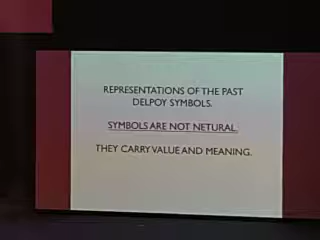 REPRESENTATIONS OF THE PAST
DELPOY SYMBOLS.
SYMBOLS ARE NOT NETURAL.
THEY CARRY VALUE AND MEANING.